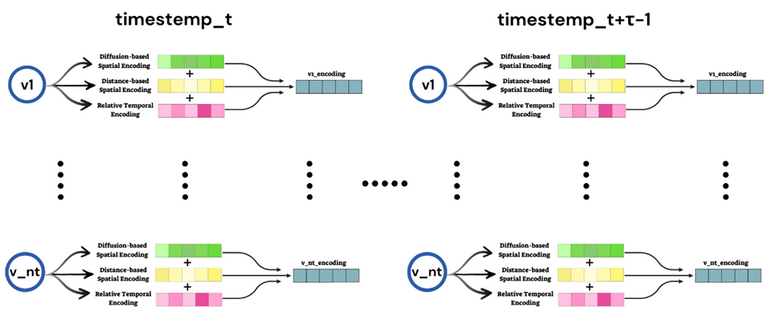 timestemp_t
timestemp_t+τ-1
v1
Diffusion-based
Spatial Encoding
+
Distance-based
Spatial Encoding
+
Relative Temporal
Encoding
v1_encoding
v1
Diffusion-based
Spatial Encoding
+
Distance-based
Spatial Encoding
+
Relative Temporal
Encoding
v1_encoding
v_nt
Diffusion-based
Spatial Encoding
+
Distance-based
Spatial Encoding
+
Relative Temporal
Encoding
v_nt_encoding
v_nt
Diffusion-based
Spatial Encoding
+
Distance-based
Spatial Encoding
+
Relative Temporal
Encoding
v_nt_encoding